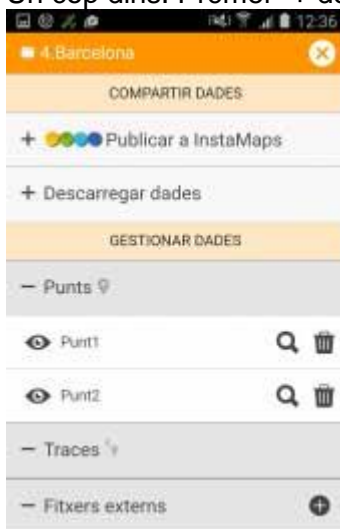 12:36
4.Barcelona
COMPARTIR DADES
+ Publicar a InstaMaps
+ Descarregar dades
GESTIONAR DADES
− Punts
Punt1
Punt2
− Traces
− Fitxers externs